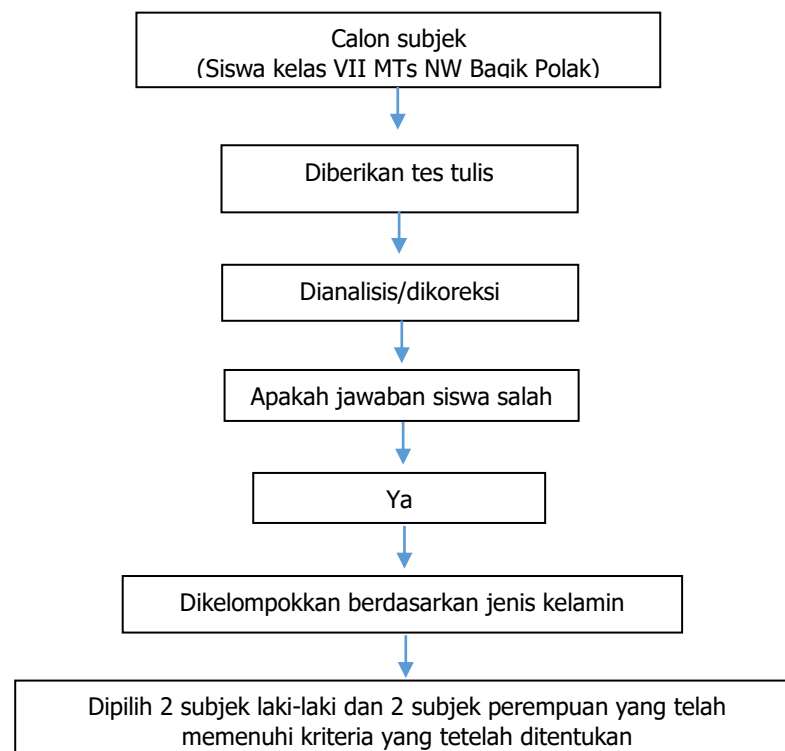 Calon subjek
(Siswa kelas VII MTs NW Bagik Polak)
Diberikan tes tulis
Dianalisis/dikoreksi
Apakah jawaban siswa salah
Ya
Dikelompokkan berdasarkan jenis kelamin
Dipilih 2 subjek laki-laki dan 2 subjek perempuan yang telah
memenuhi kriteria yang tetelah ditentukan